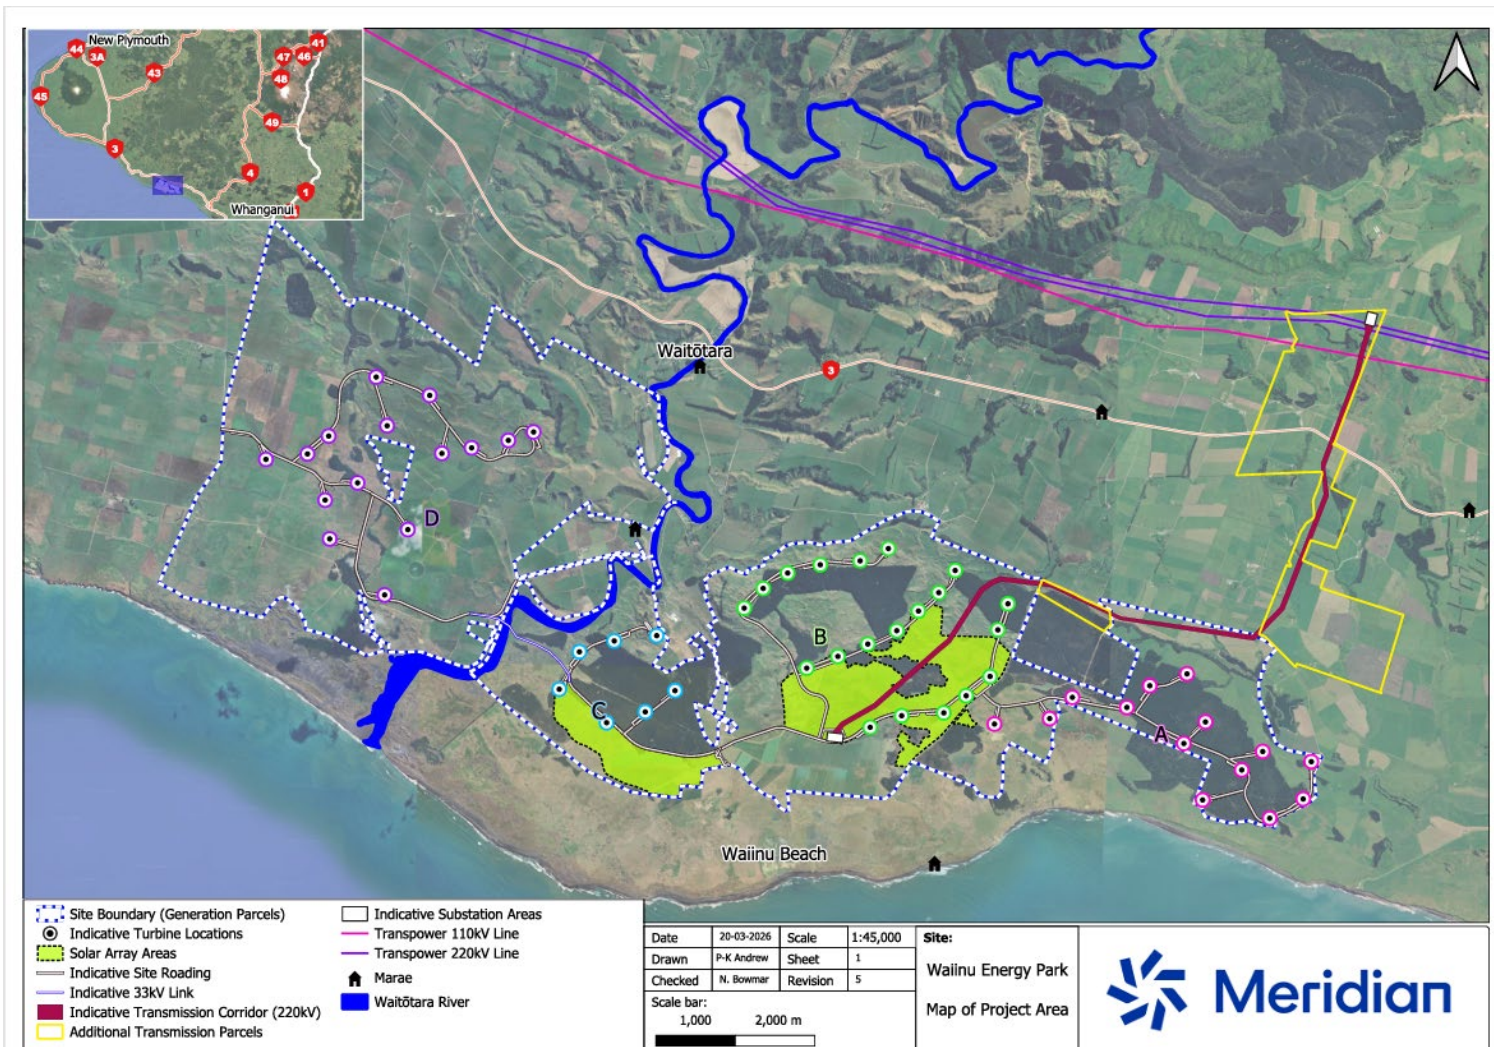 New Plymouth
44
3A
43
47
46
41
48
45
49
3
4
1
Whanganui
Waitōtara
3
D
B
C
A
Waiinu Beach
Site Boundary (Generation Parcels)
Indicative Turbine Locations
Solar Array Areas
Indicative Site Roading
Indicative 33kV Link
Indicative Transmission Corridor (220kV)
Additional Transmission Parcels
Indicative Substation Areas
Transpower 110kV Line
Transpower 220kV Line
Marae
Waitōtara River
Date 20-03-2026 Scale 1:45,000
Drawn P-K Andrew Sheet 1
Checked N. Bowmar Revision 5
Scale bar:
1,000 2,000 m
Site:
Waiinu Energy Park
Map of Project Area
Meridian